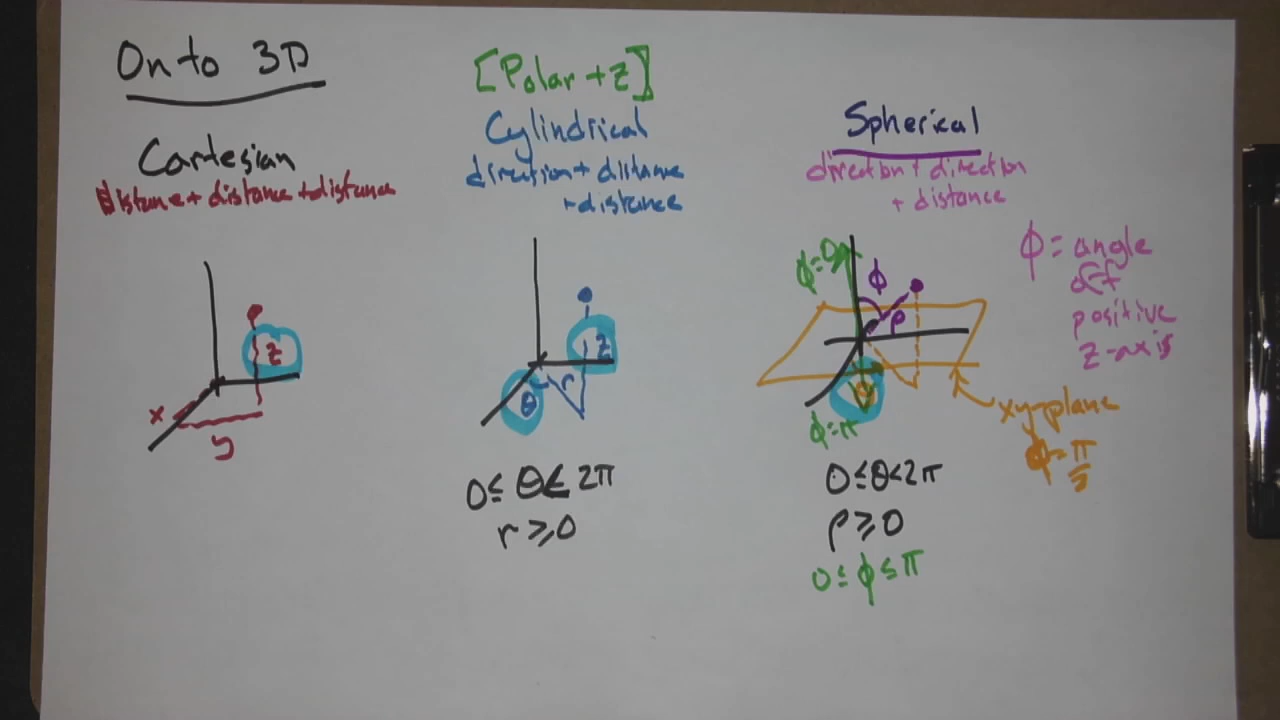 Onto 3D
Cartesian
Distance + distance + distance
x
y
z
[Polar + z]
Cylindrical
direction + distance
+ distance
z
r
θ
0 ≤ θ ≤ 2π
r ≥ 0
Spherical
direction + direction
+ distance
ϕ = angle
off
positive
z-axis
ϕ=0
ϕ
ρ
θ
ϕ=π
xy-plane
0 ≤ θ < 2π
ρ ≥ 0
0 ≤ ϕ ≤ π